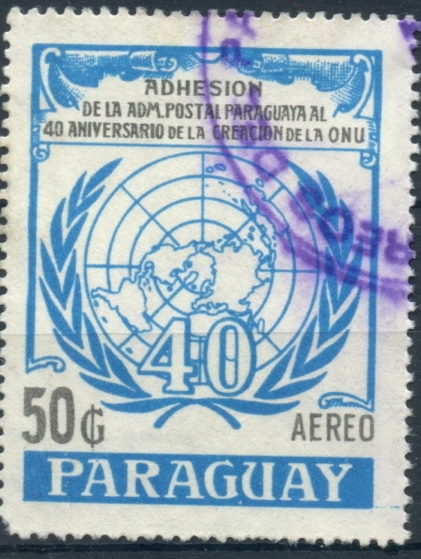 ADHESION
DE LA ADM. POSTAL PARAGUAYA AL
40 ANIVERSARIO DE LA CREACION DE LA ONU
40
50 ₲
AEREO
PARAGUAY